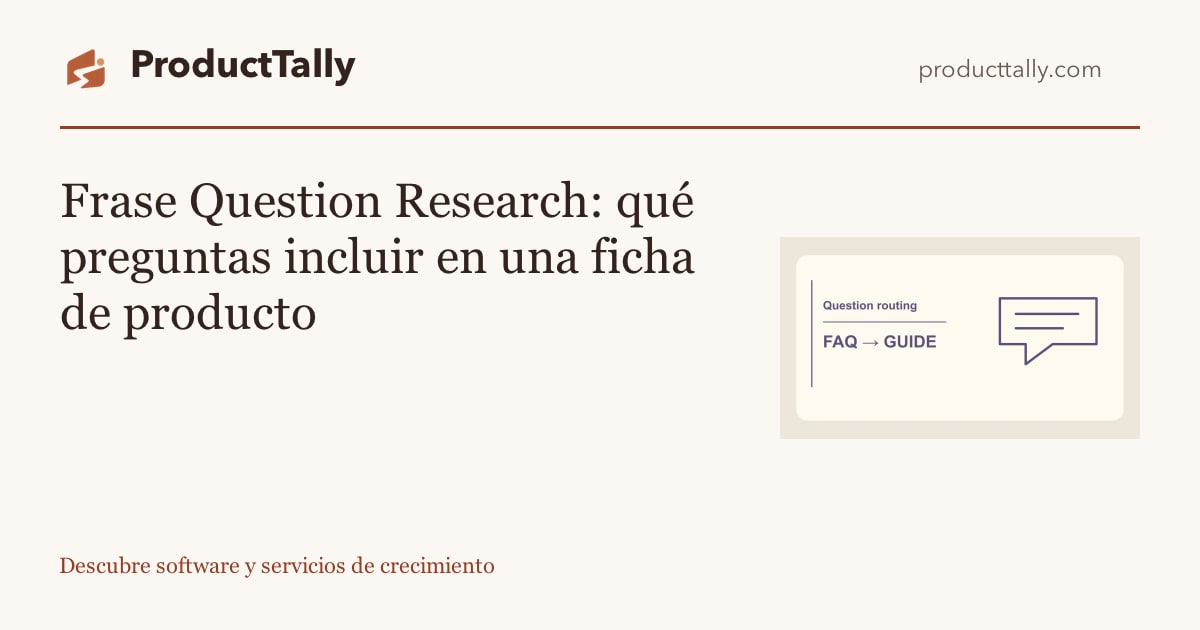 ProductTally
producttally.com
Frase Question Research: qué
preguntas incluir en una ficha
de producto
Question routing
FAQ → GUIDE
Descubre software y servicios de crecimiento